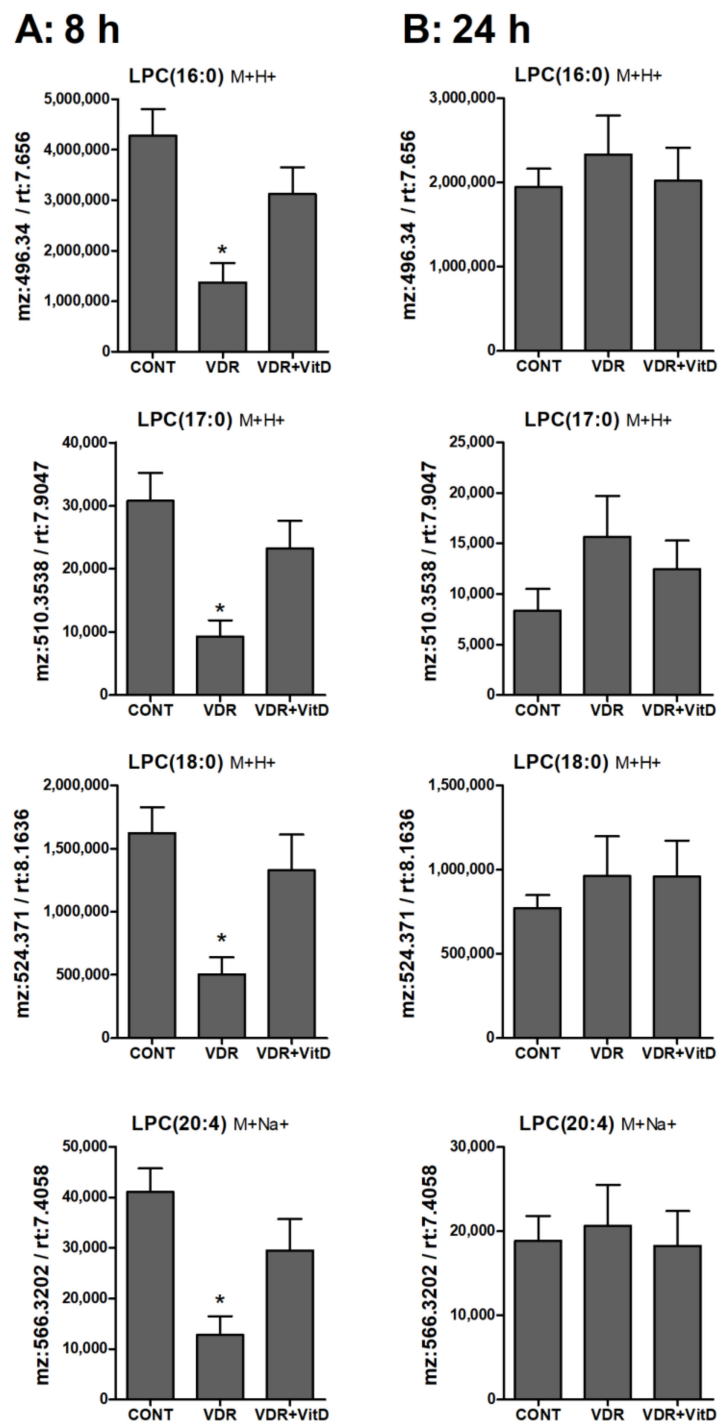 A: 8 h
B: 24 h
LPC(16:0) M+H+
mz:496.34 / rt:7.656
5,000,000
4,000,000
3,000,000
2,000,000
1,000,000
0
*
CONT VDR VDR+VitD
LPC(16:0) M+H+
mz:496.34 / rt:7.656
3,000,000
2,000,000
1,000,000
0
CONT VDR VDR+VitD
LPC(17:0) M+H+
mz:510.3538 / rt:7.9047
40,000
30,000
20,000
10,000
0
*
CONT VDR VDR+VitD
LPC(17:0) M+H+
mz:510.3538 / rt:7.9047
25,000
20,000
15,000
10,000
5,000
0
CONT VDR VDR+VitD
LPC(18:0) M+H+
mz:524.371 / rt:8.1636
2,000,000
1,500,000
1,000,000
500,000
0
*
CONT VDR VDR+VitD
LPC(18:0) M+H+
mz:524.371 / rt:8.1636
1,500,000
1,000,000
500,000
0
CONT VDR VDR+VitD
LPC(20:4) M+Na+
mz:566.3202 / rt:7.4058
50,000
40,000
30,000
20,000
10,000
0
*
CONT VDR VDR+VitD
LPC(20:4) M+Na+
mz:566.3202 / rt:7.4058
30,000
20,000
10,000
0
CONT VDR VDR+VitD